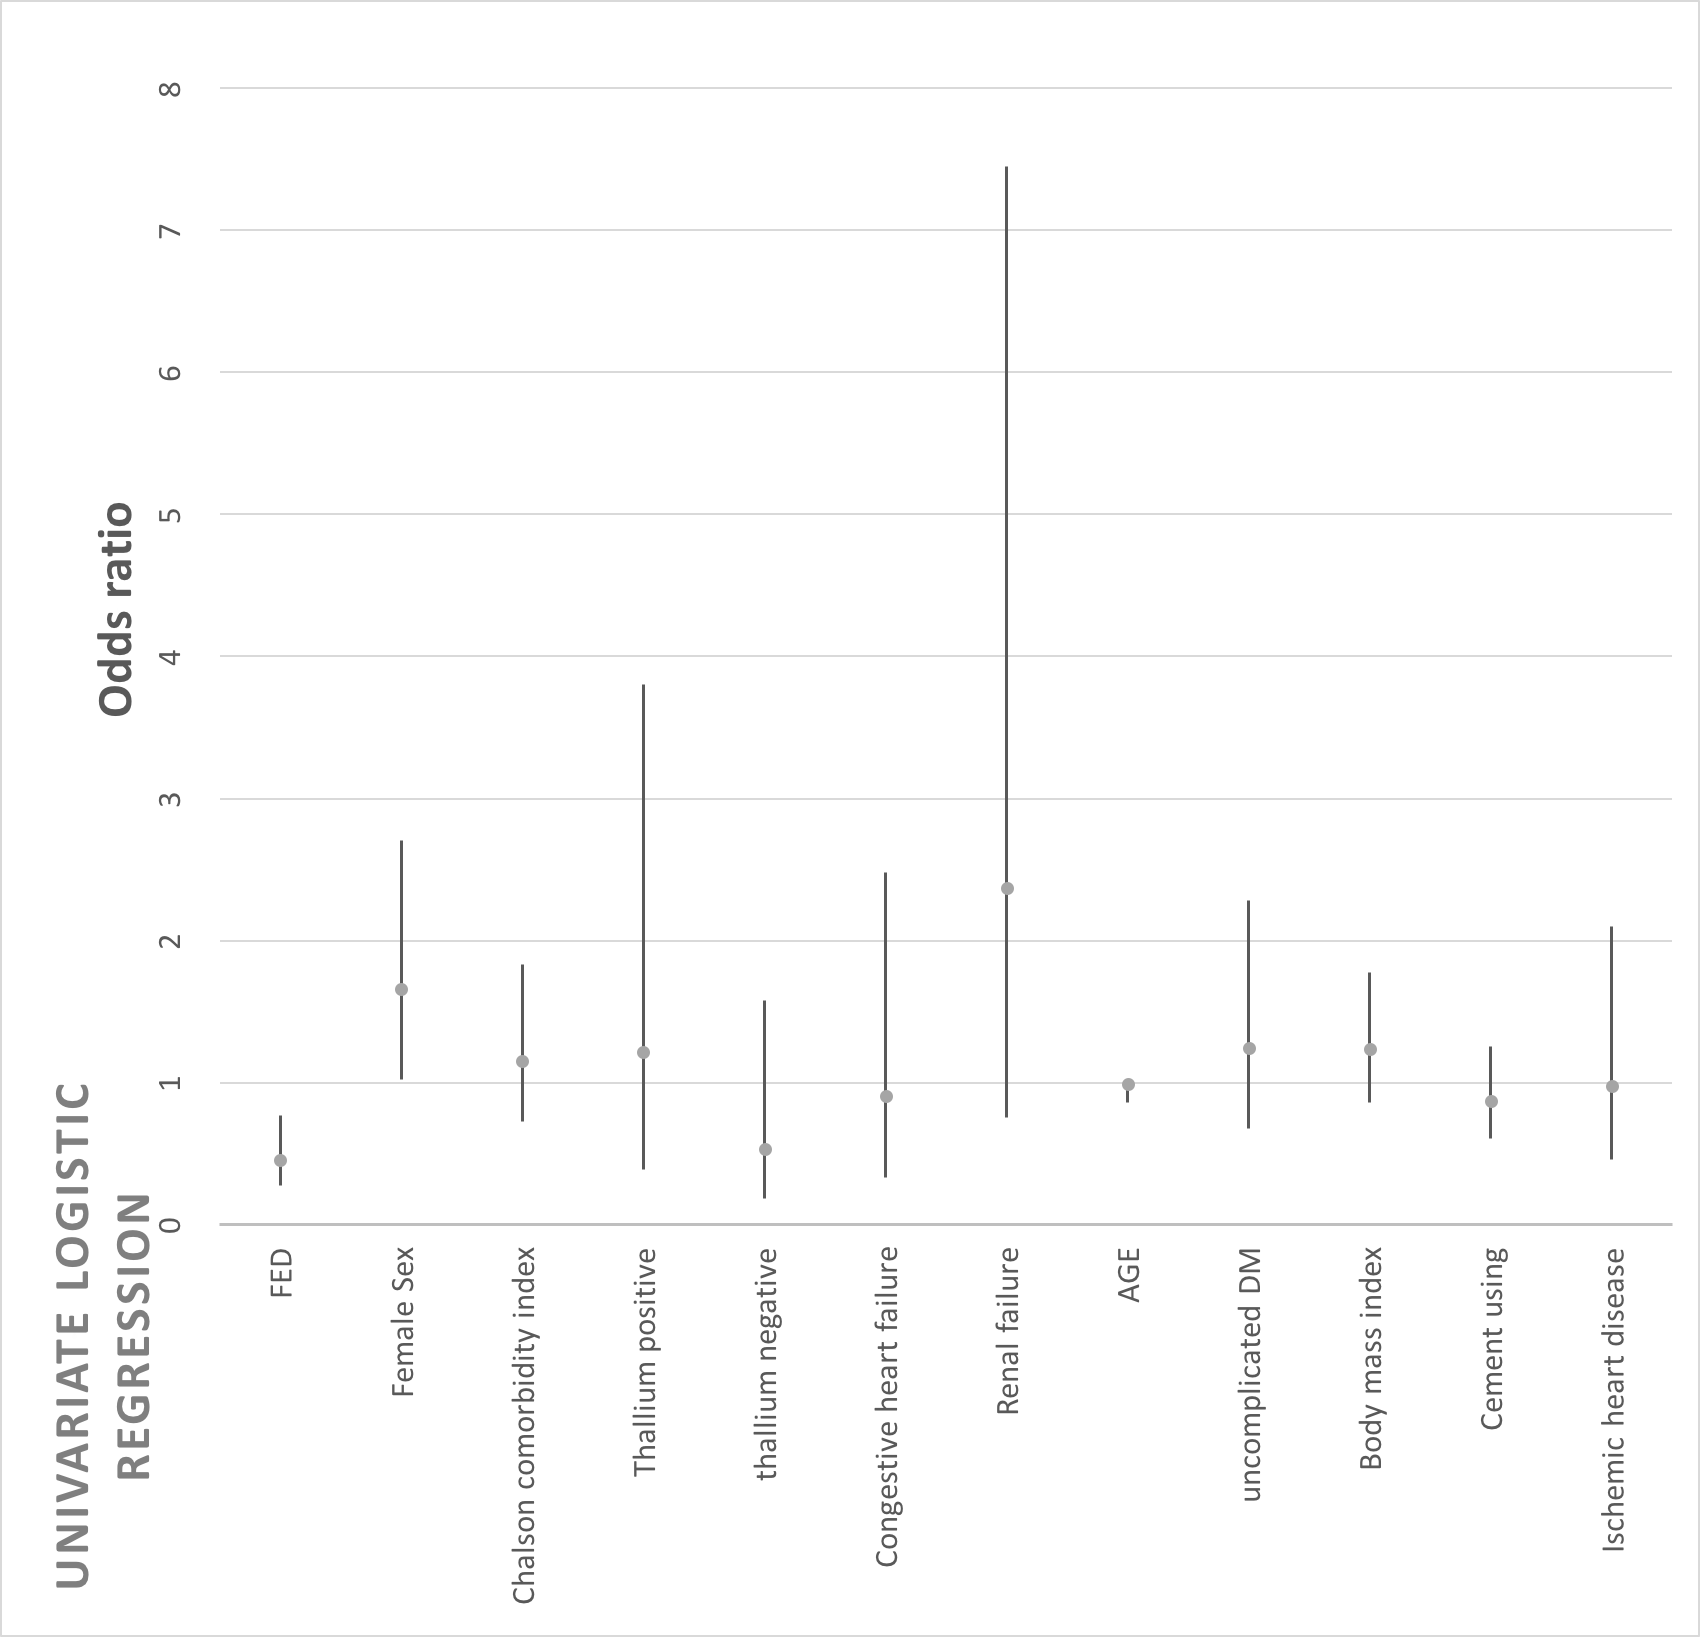 UNIVARIATE LOGISTIC
REGRESSION
Odds ratio
0 1 2 3 4 5 6 7 8
FED
Female Sex
Chalson comorbidity index
Thallium positive
thallium negative
Congestive heart failure
Renal failure
AGE
uncomplicated DM
Body mass index
Cement using
Ischemic heart disease